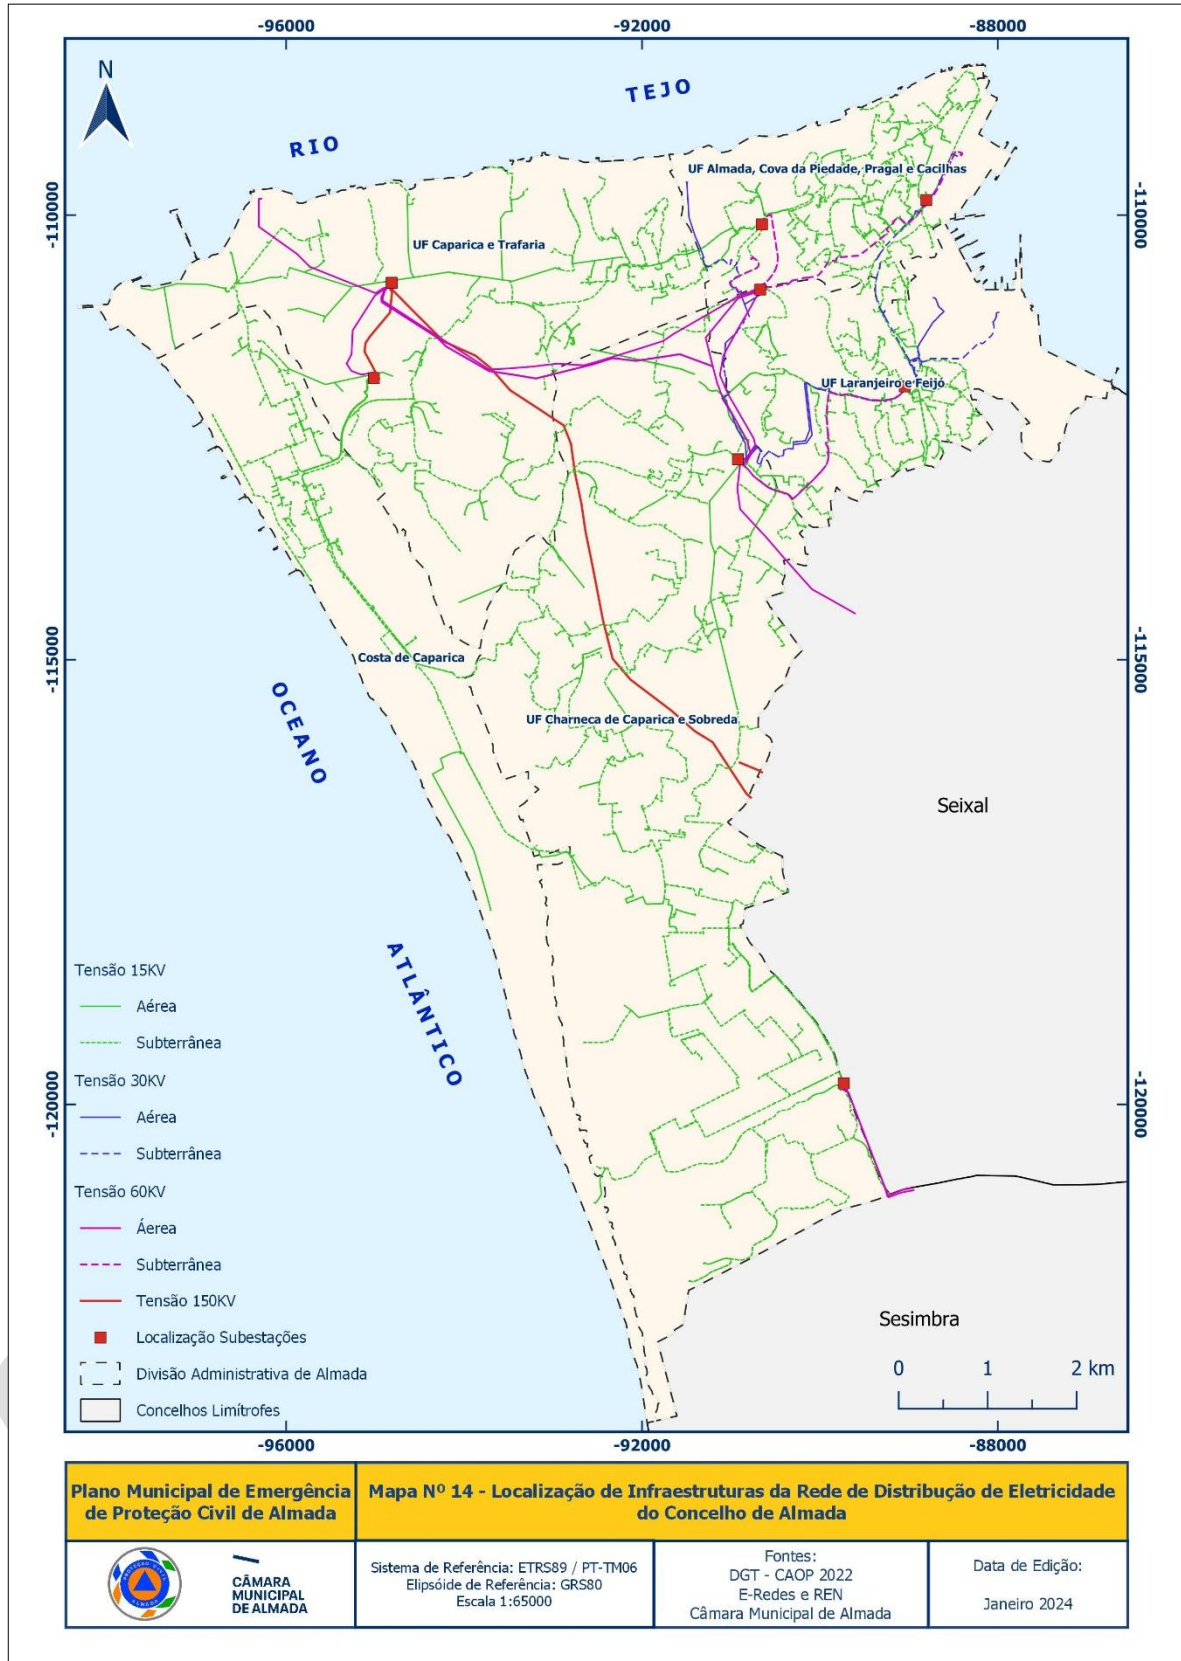 -96000
-92000
-88000
N
RIO
TEJO
UF Almada, Cova da Piedade, Pragal e Cacilhas
-110000
-110000
UF Caparica e Trafaria
UF Laranjeiro e Feijó
-115000
-115000
Costa de Caparica
OCEANO
UF Charneca de Caparica e Sobreda
Seixal
ATLÂNTICO
Tensão 15KV
Aérea
Subterrânea
Tensão 30KV
Aérea
Subterrânea
Tensão 60KV
Áerea
Subterrânea
Tensão 150KV
Localização Subestações
Divisão Administrativa de Almada
Concelhos Limítrofes
-120000
-120000
Sesimbra
0 1 2 km
-96000
-92000
-88000
Plano Municipal de Emergência
de Proteção Civil de Almada
Mapa Nº 14 - Localização de Infraestruturas da Rede de Distribução de Eletricidade
do Concelho de Almada
PROTEÇÃO CIVIL
ALMADA
CÂMARA
MUNICIPAL
DE ALMADA
Sistema de Referência: ETRS89 / PT-TM06
Elipsóide de Referência: GRS80
Escala 1:65000
Fontes:
DGT - CAOP 2022
E-Redes e REN
Câmara Municipal de Almada
Data de Edição:
Janeiro 2024